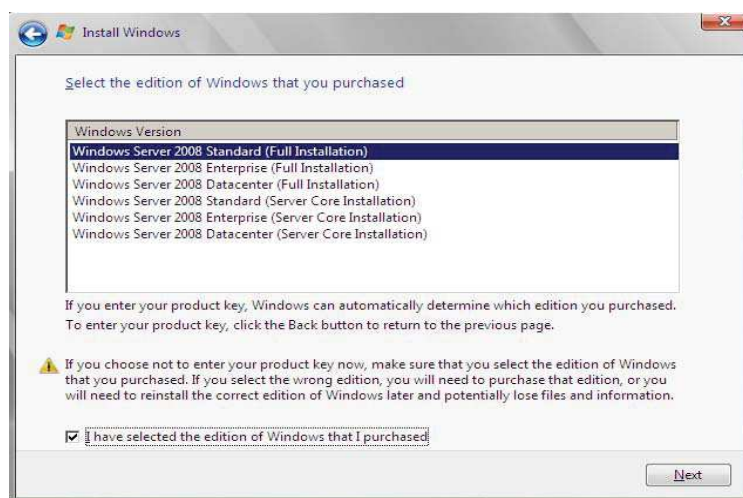 Install Windows
Select the edition of Windows that you purchased
Windows Version
Windows Server 2008 Standard (Full Installation)
Windows Server 2008 Enterprise (Full Installation)
Windows Server 2008 Datacenter (Full Installation)
Windows Server 2008 Standard (Server Core Installation)
Windows Server 2008 Enterprise (Server Core Installation)
Windows Server 2008 Datacenter (Server Core Installation)
If you enter your product key, Windows can automatically determine which edition you purchased.
To enter your product key, click the Back button to return to the previous page.
If you choose not to enter your product key now, make sure that you select the edition of Windows
that you purchased. If you select the wrong edition, you will need to purchase that edition, or you
will need to reinstall the correct edition of Windows later and potentially lose files and information.
I have selected the edition of Windows that I purchased
Next